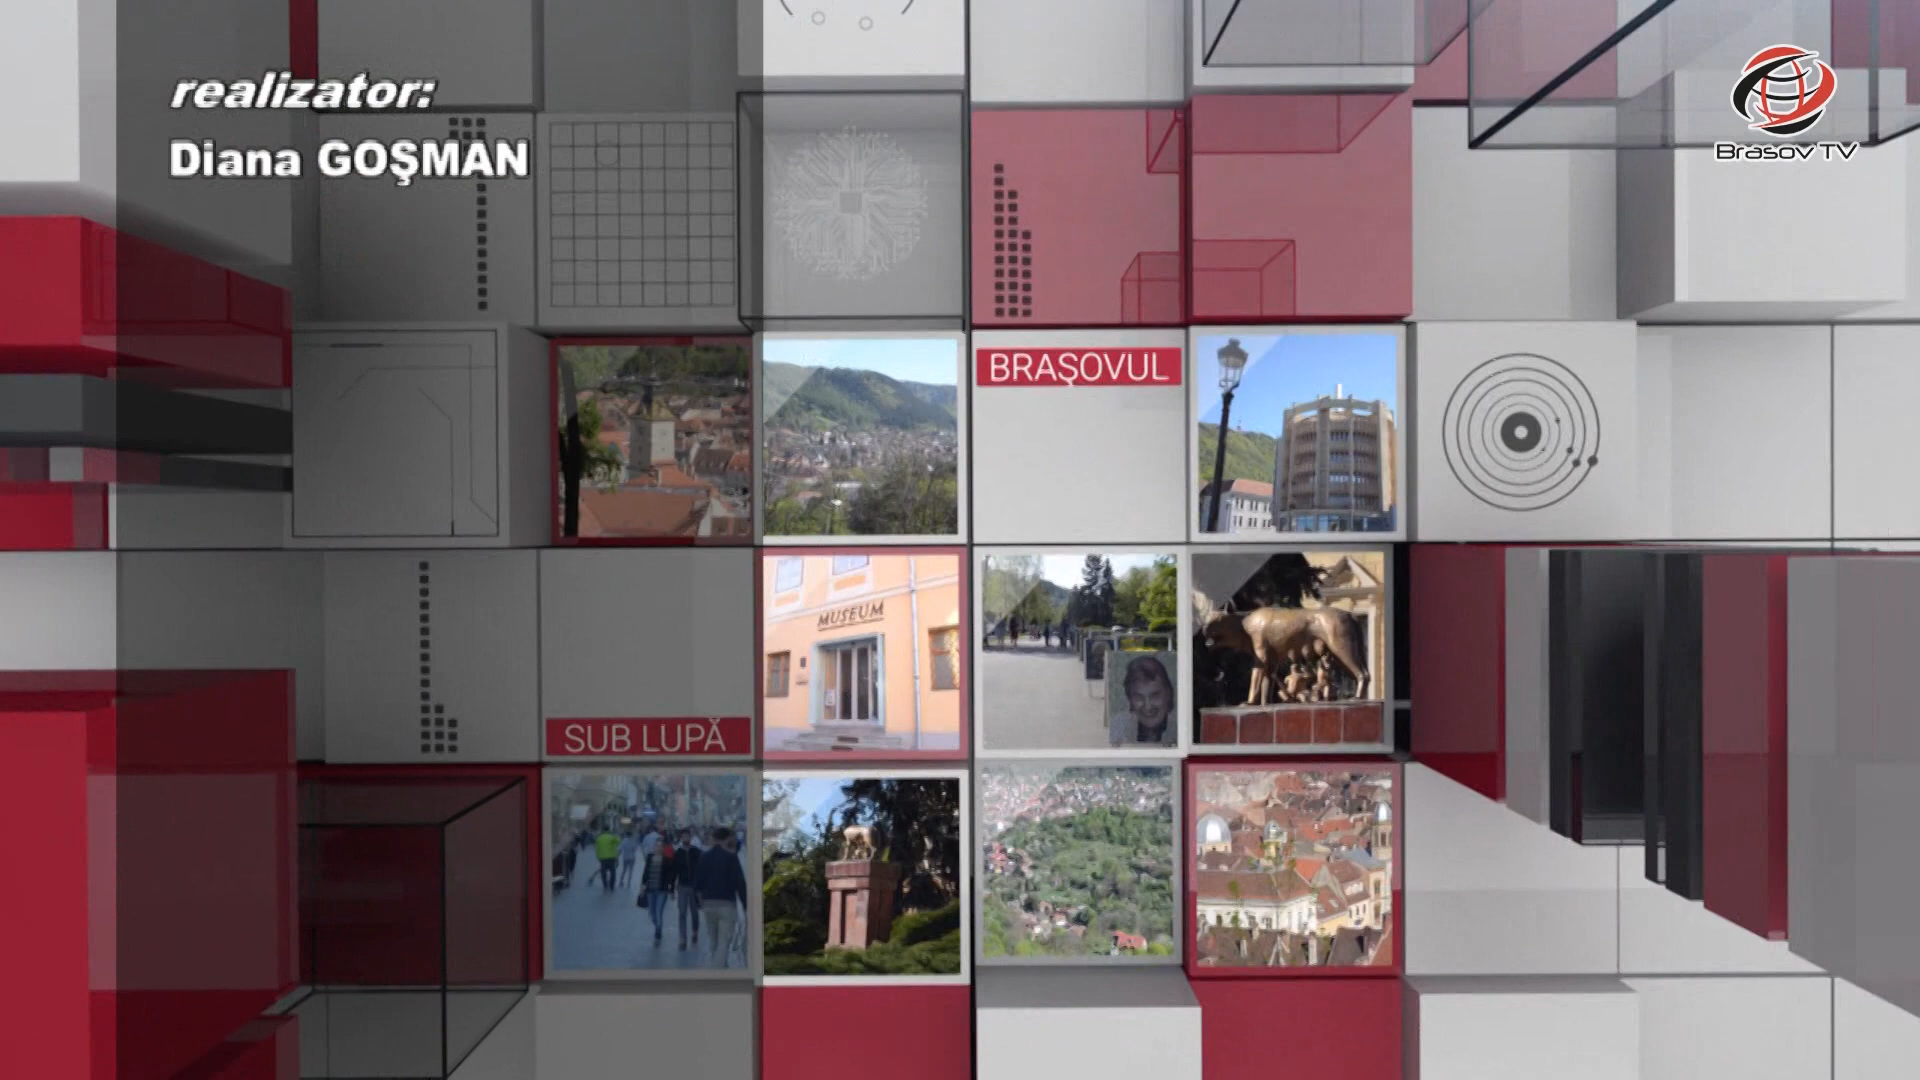 realizator:
Diana GOŞMAN
Brasov TV
BRAŞOVUL
MUSEUM
SUB LUPĂ